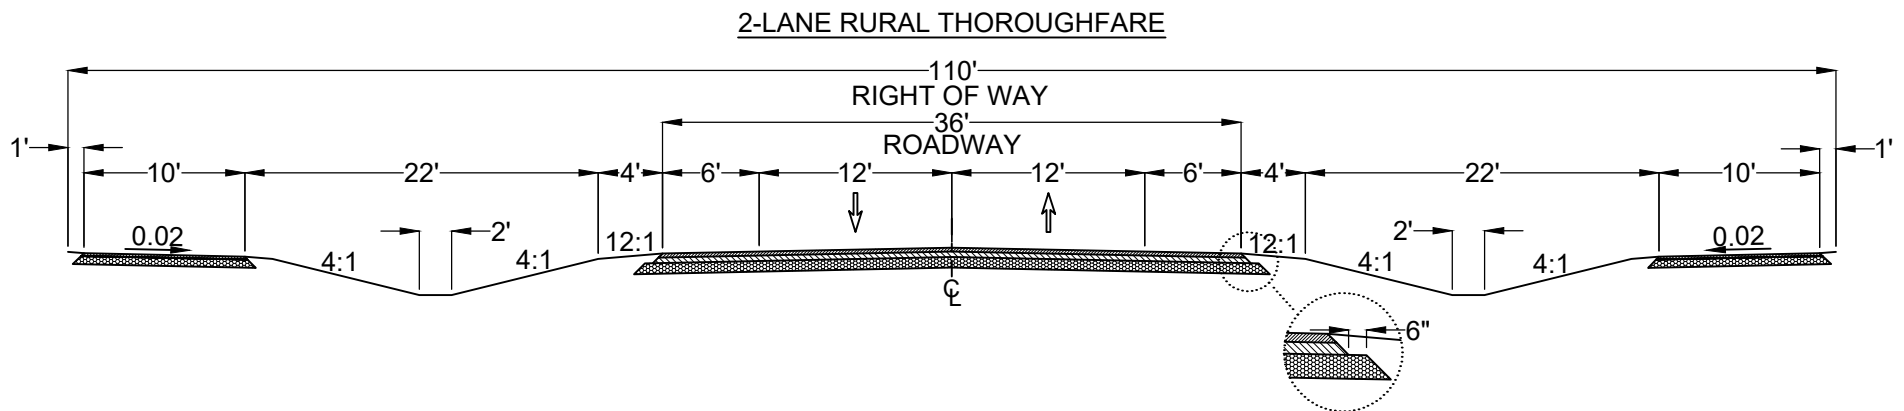 2-LANE RURAL THOROUGHFARE
110'
RIGHT OF WAY
36'
ROADWAY
1' 10' 22' 4' 6' 12' 12' 6' 4' 22' 10' 1'
0.02 4:1 2' 4:1 12:1 12:1 4:1 2' 4:1 0.02
℄
6"